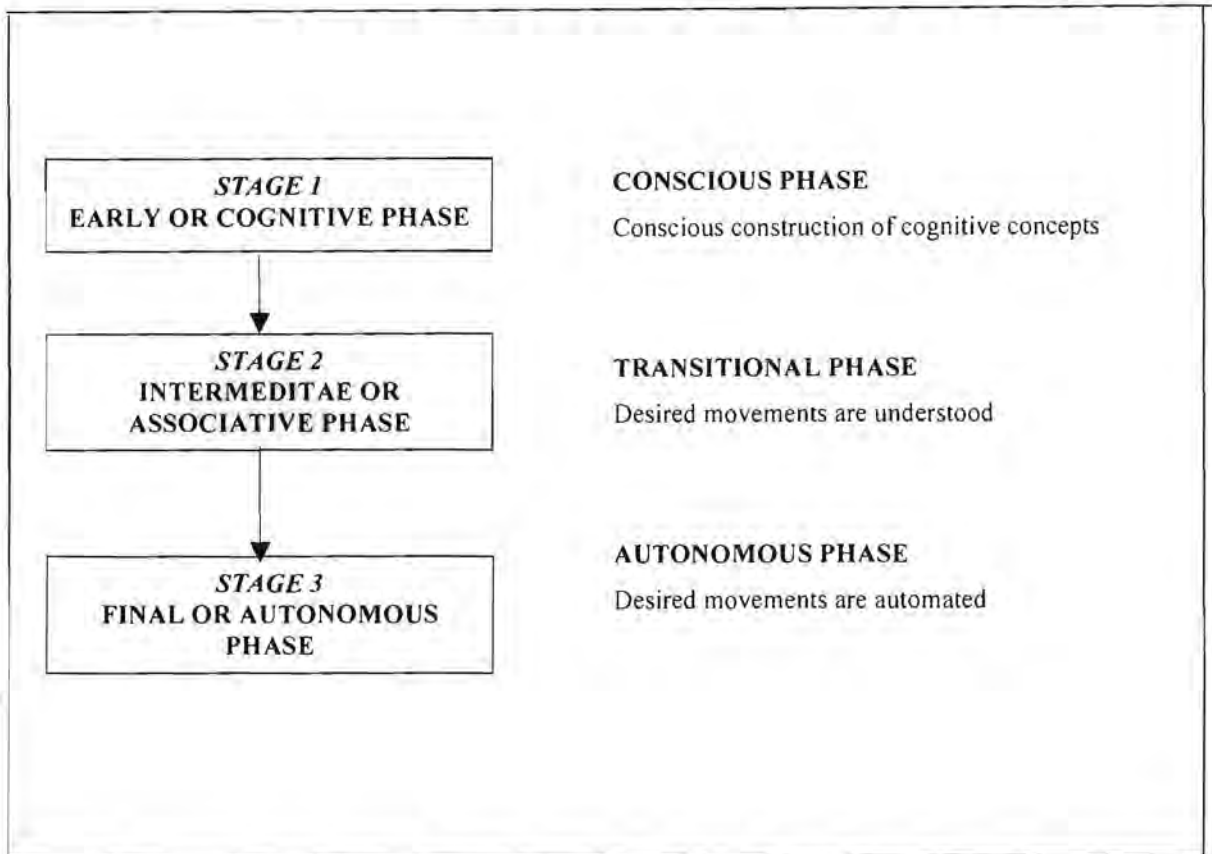 STAGE 1
EARLY OR COGNITIVE PHASE
CONSCIOUS PHASE
Conscious construction of cognitive concepts
STAGE 2
INTERMEDITAE OR
ASSOCIATIVE PHASE
TRANSITIONAL PHASE
Desired movements are understood
STAGE 3
FINAL OR AUTONOMOUS
PHASE
AUTONOMOUS PHASE
Desired movements are automated